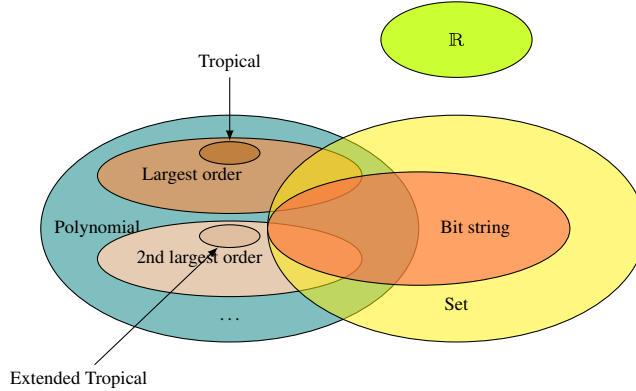 ℝ
Tropical
Largest order
Polynomial
Bit string
2nd largest order
Set
...
Extended Tropical